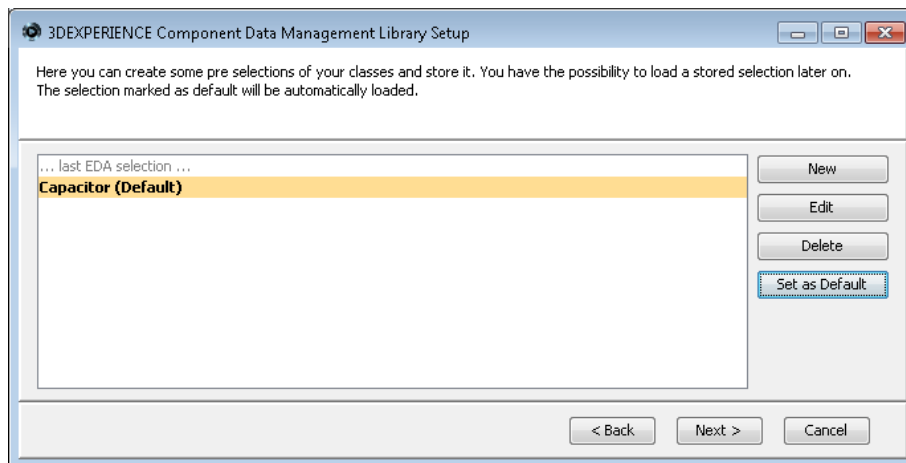 3DEXPERIENCE Component Data Management Library Setup
Here you can create some pre selections of your classes and store it. You have the possibility to load a stored selection later on.
The selection marked as default will be automatically loaded.
... last EDA selection ...
Capacitor (Default)
New
Edit
Delete
Set as Default
< Back
Next >
Cancel